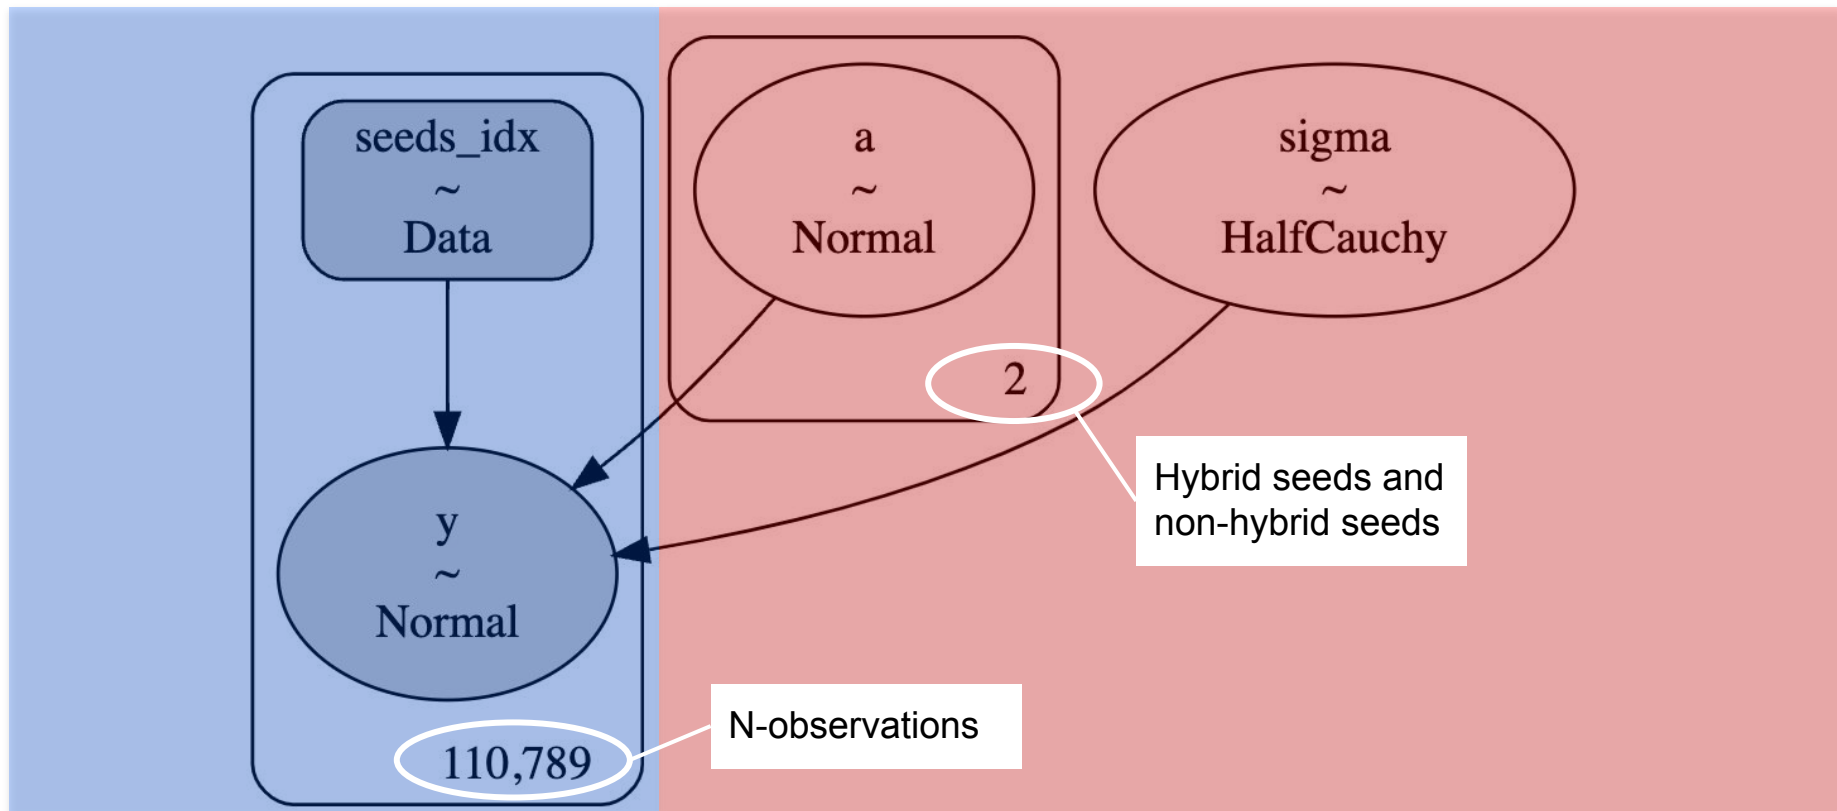 seeds_idx
~
Data
a
~
Normal
2
sigma
~
HalfCauchy
Hybrid seeds and
non-hybrid seeds
y
~
Normal
110,789
N-observations